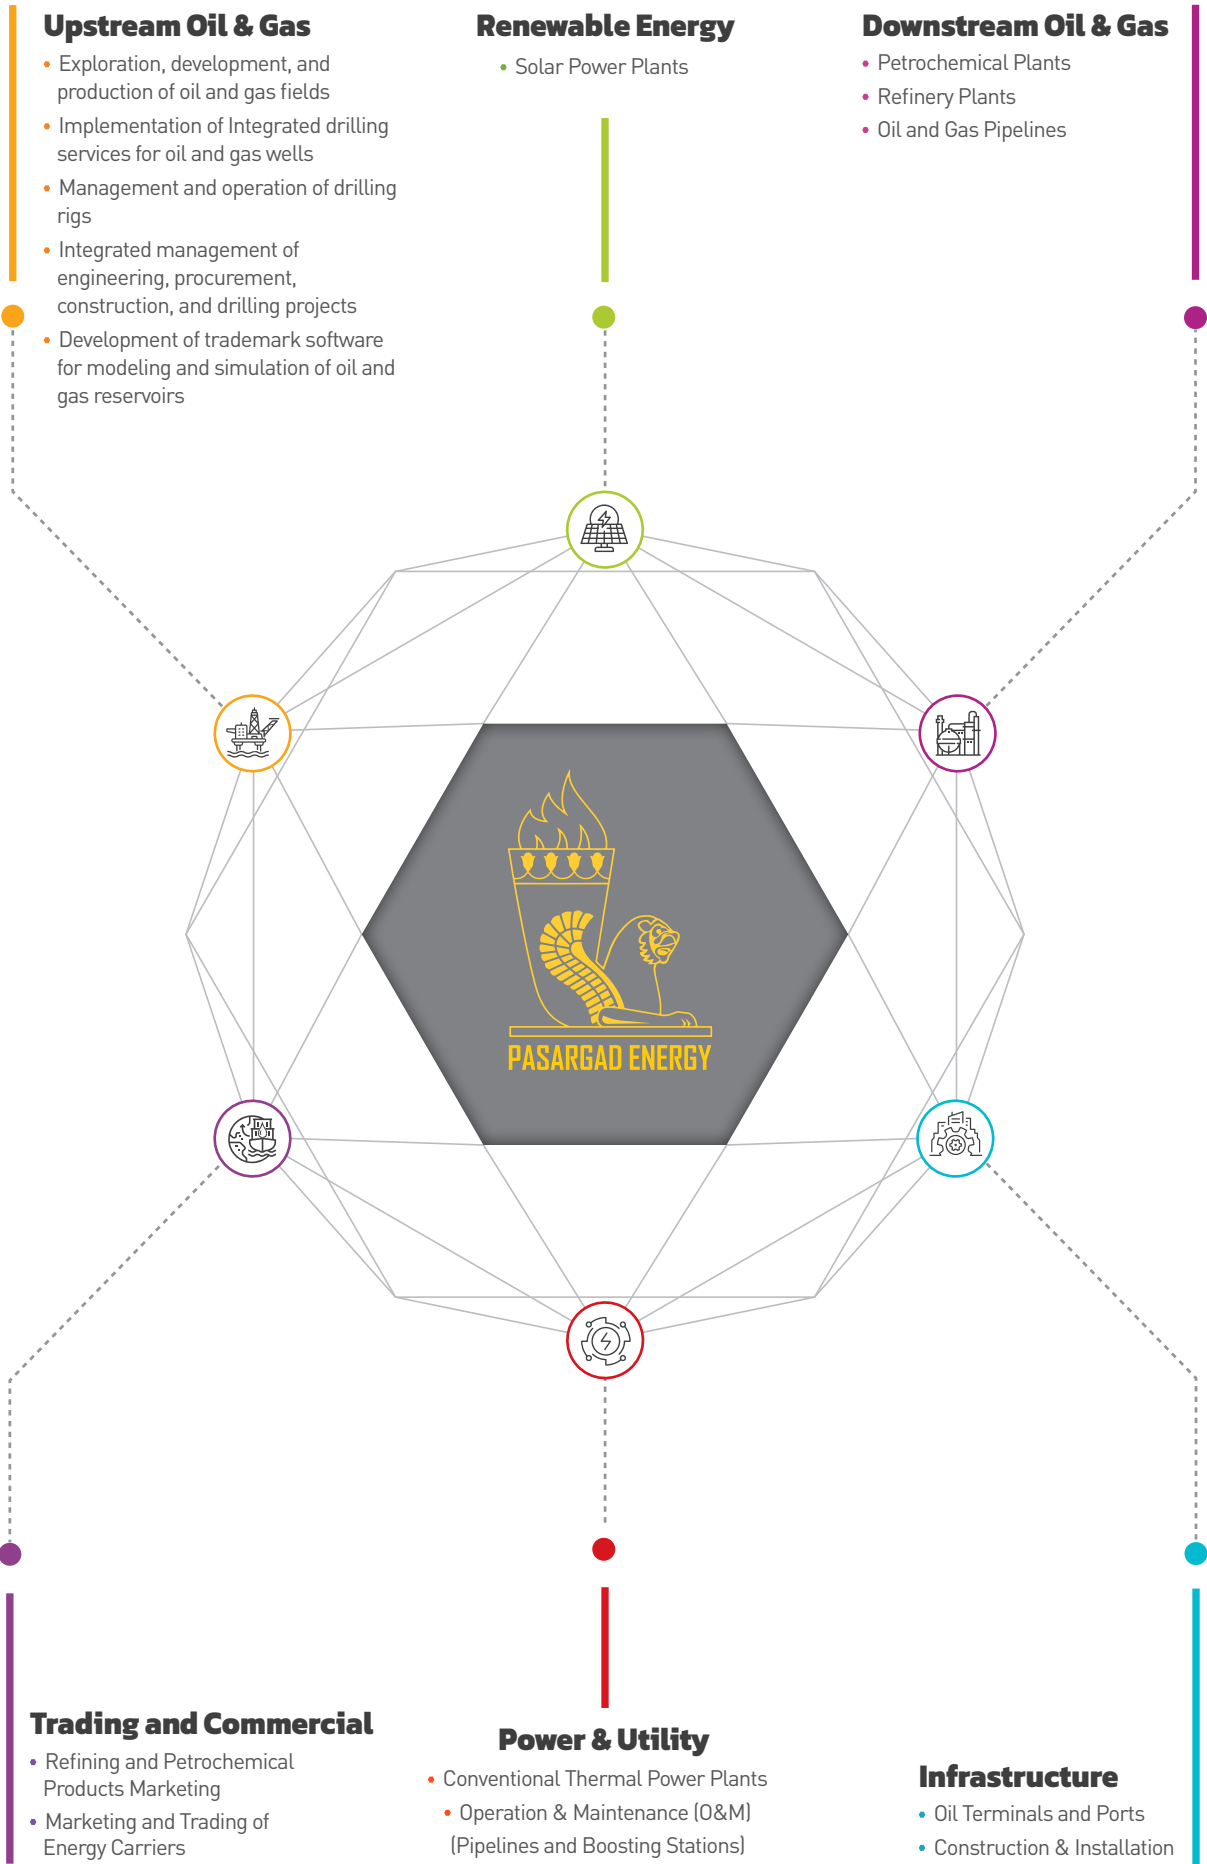 Upstream Oil & Gas
• Exploration, development, and
production of oil and gas fields
• Implementation of Integrated drilling
services for oil and gas wells
• Management and operation of drilling
rigs
• Integrated management of
engineering, procurement,
construction, and drilling projects
• Development of trademark software
for modeling and simulation of oil and
gas reservoirs
Renewable Energy
• Solar Power Plants
Downstream Oil & Gas
• Petrochemical Plants
• Refinery Plants
• Oil and Gas Pipelines
PASARGAD ENERGY
Trading and Commercial
• Refining and Petrochemical
Products Marketing
• Marketing and Trading of
Energy Carriers
Power & Utility
• Conventional Thermal Power Plants
• Operation & Maintenance (O&M)
(Pipelines and Boosting Stations)
Infrastructure
• Oil Terminals and Ports
• Construction & Installation